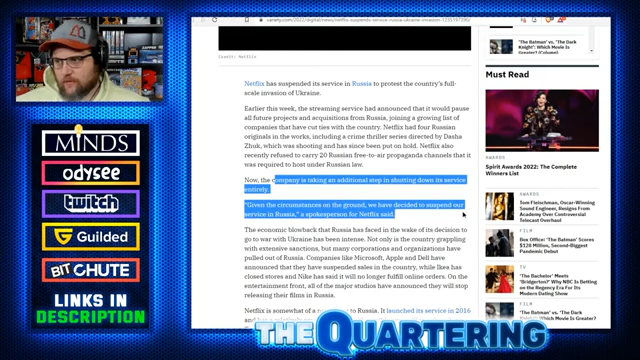 variety.com/2022/digital/news/netflix-suspends-service-russia-ukraine-invasion-1235197390/
Credit: Netflix
Netflix has suspended its service in Russia to protest the country's full-
scale invasion of Ukraine.
Earlier this week, the streaming service had announced that it would pause
all future projects and acquisitions from Russia, joining a growing list of
companies that have cut ties with the country. Netflix had four Russian
originals in the works, including a crime thriller series directed by Dasha
Zhuk, which was shooting and has since been put on hold. Netflix also
recently refused to carry 20 Russian free-to-air propaganda channels that it
was required to host under Russian law.
Now, the company is taking an additional step in shutting down its service
entirely.
"Given the circumstances on the ground, we have decided to suspend our
service in Russia," a spokesperson for Netflix said.
The economic blowback that Russia has faced in the wake of its decision
to go to war with Ukraine has been intense. Not only is the country grappling
with extensive sanctions, but many corporations and organizations have
pulled out of Russia. Companies like Microsoft, Apple and Dell have
announced that they have suspended sales in the country, while Ikea has
closed stores and Nike has said it will no longer fulfill online orders. On the
entertainment front, all of the major studios have announced they will stop
releasing their films in Russia.
Netflix is somewhat of a to Russia. It launched its service in 2016
'The Batman' vs. 'The Dark
Knight': Which Movie Is
Greater? (Column)
Must Read
AWARDS
Spirit Awards 2022: The Complete
Winners List
AWARDS
Tom Fleischman, Oscar-Winning
Sound Engineer, Resigns From
Academy Over Controversial
Telecast Overhaul
FILM
Box Office: 'The Batman' Scores
$128 Million, Second-Biggest
Pandemic Debut
TV
'The Bachelor' Meets
'Bridgerton?' Why NBC Is Betting
on the Regency Era for Its
Modern Dating Show
FILM
'The Batman' vs. 'The Dark
Knight': Which Movie Is
MINDS
odysee
twitch
Guilded
BIT CHUTE
LINKS IN
DESCRIPTION
THE QUARTERING